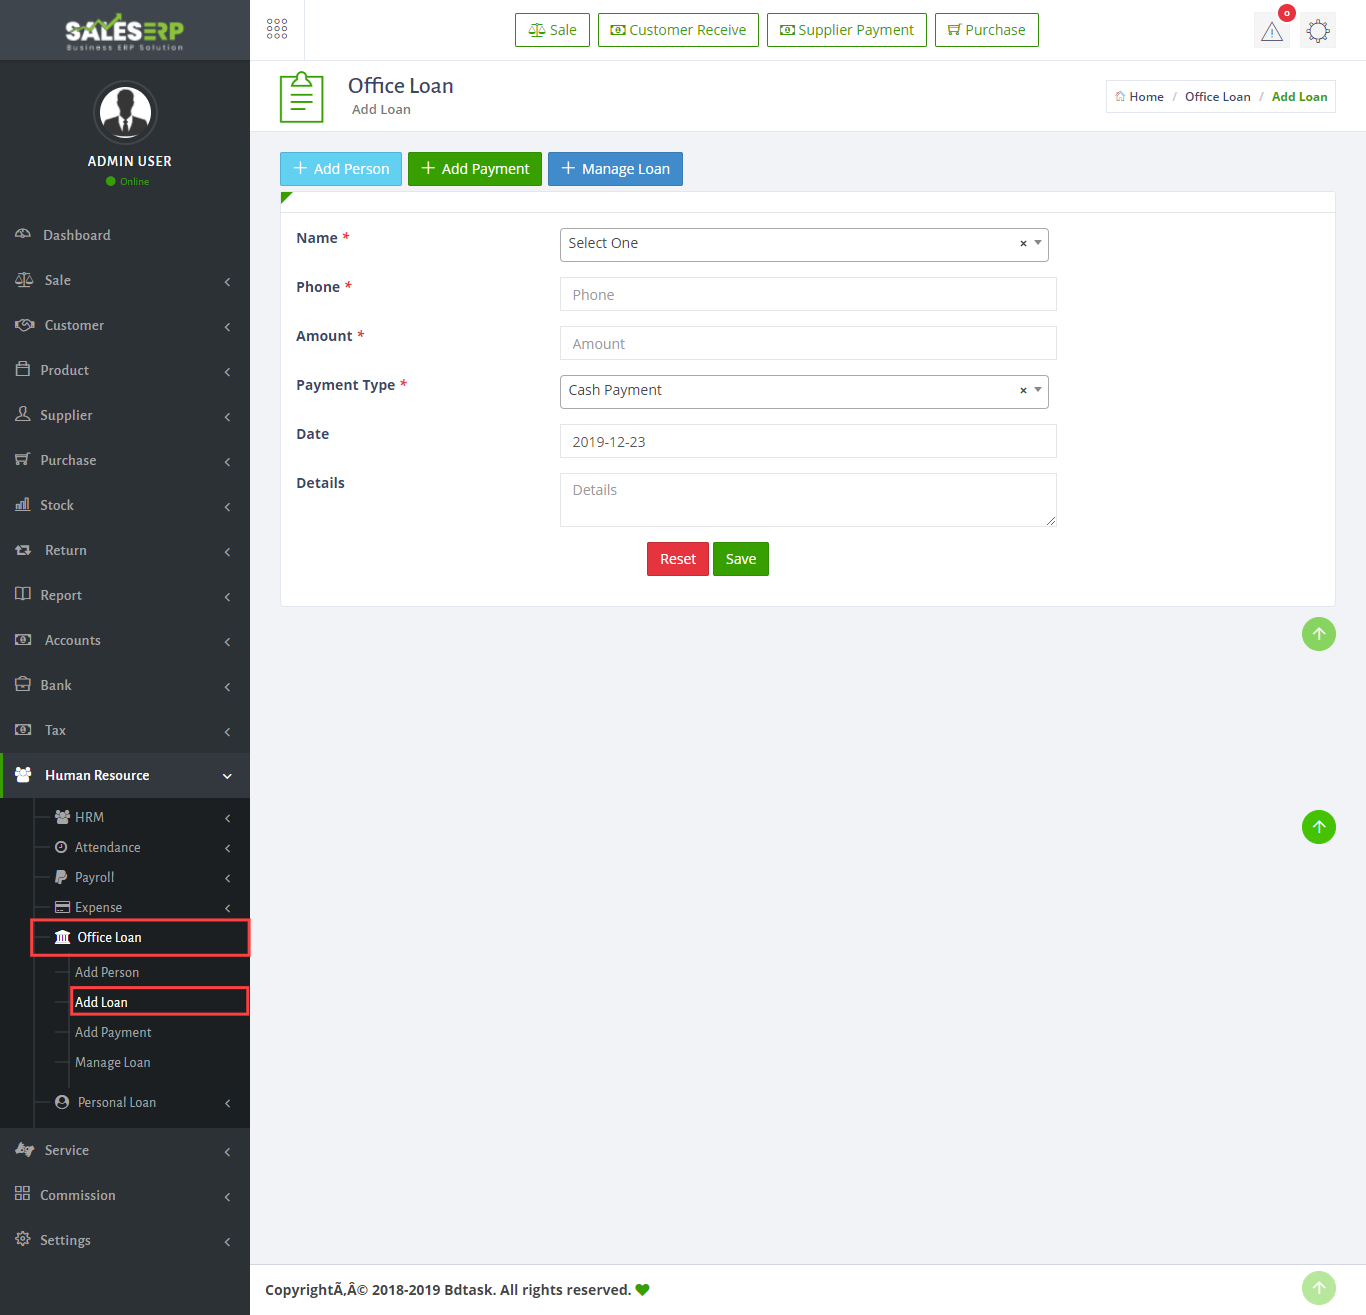 SALESERP
Business ERP Solution
ADMIN USER
Online
Dashboard
Sale
Customer
Product
Supplier
Purchase
Stock
Return
Report
Accounts
Bank
Tax
Human Resource
HRM
Attendance
Payroll
Expense
Office Loan
Add Person
Add Loan
Add Payment
Manage Loan
Personal Loan
Service
Commission
Settings
Sale Customer Receive Supplier Payment Purchase
0
Office Loan
Add Loan
Home / Office Loan / Add Loan
+ Add Person + Add Payment + Manage Loan
Name * Select One ×
Phone * Phone
Amount * Amount
Payment Type * Cash Payment ×
Date 2019-12-23
Details Details
Reset Save
CopyrightÃ‚Â© 2018-2019 Bdtask. All rights reserved.